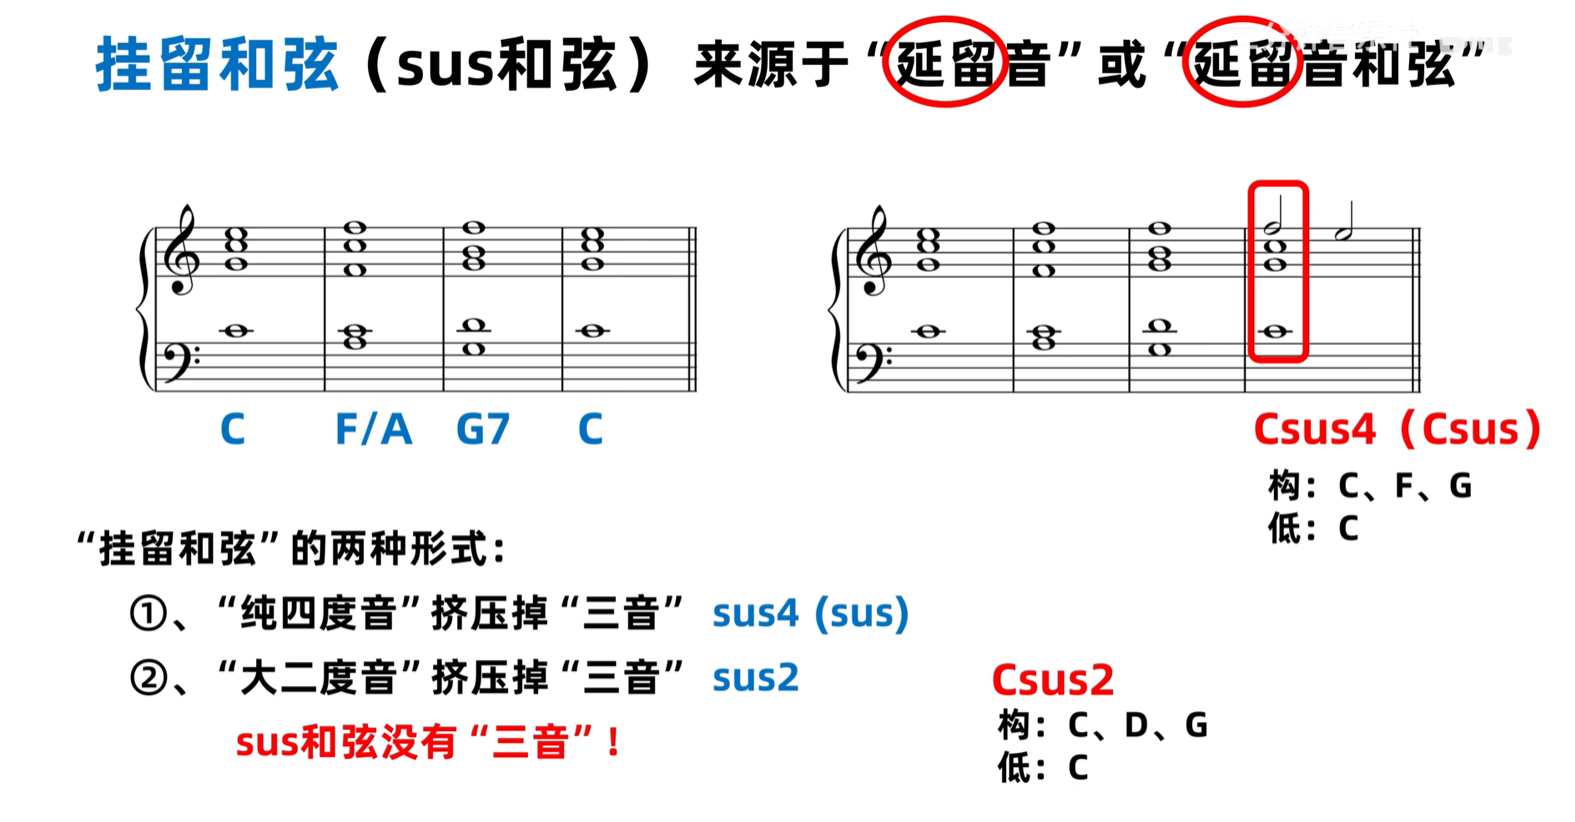 挂留和弦（sus和弦） 来源于“延留音”或“延留音和弦”
C F/A G7 C
Csus4（Csus）
构：C、F、G
低：C
“挂留和弦”的两种形式：
①、“纯四度音”挤压掉“三音” sus4 (sus)
②、“大二度音”挤压掉“三音” sus2
sus和弦没有“三音”！
Csus2
构：C、D、G
低：C